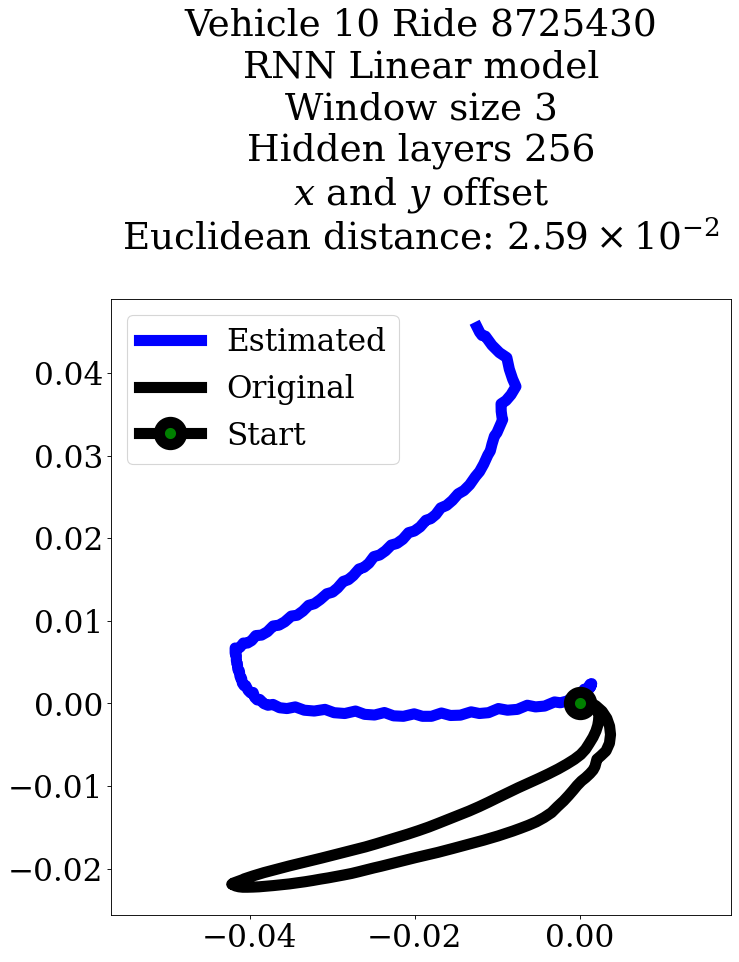 Vehicle 10 Ride 8725430
RNN Linear model
Window size 3
Hidden layers 256
x and y offset
Euclidean distance: 2.59 × 10⁻²
Estimated
Original
Start
0.04
0.03
0.02
0.01
0.00
−0.01
−0.02
−0.04
−0.02
0.00